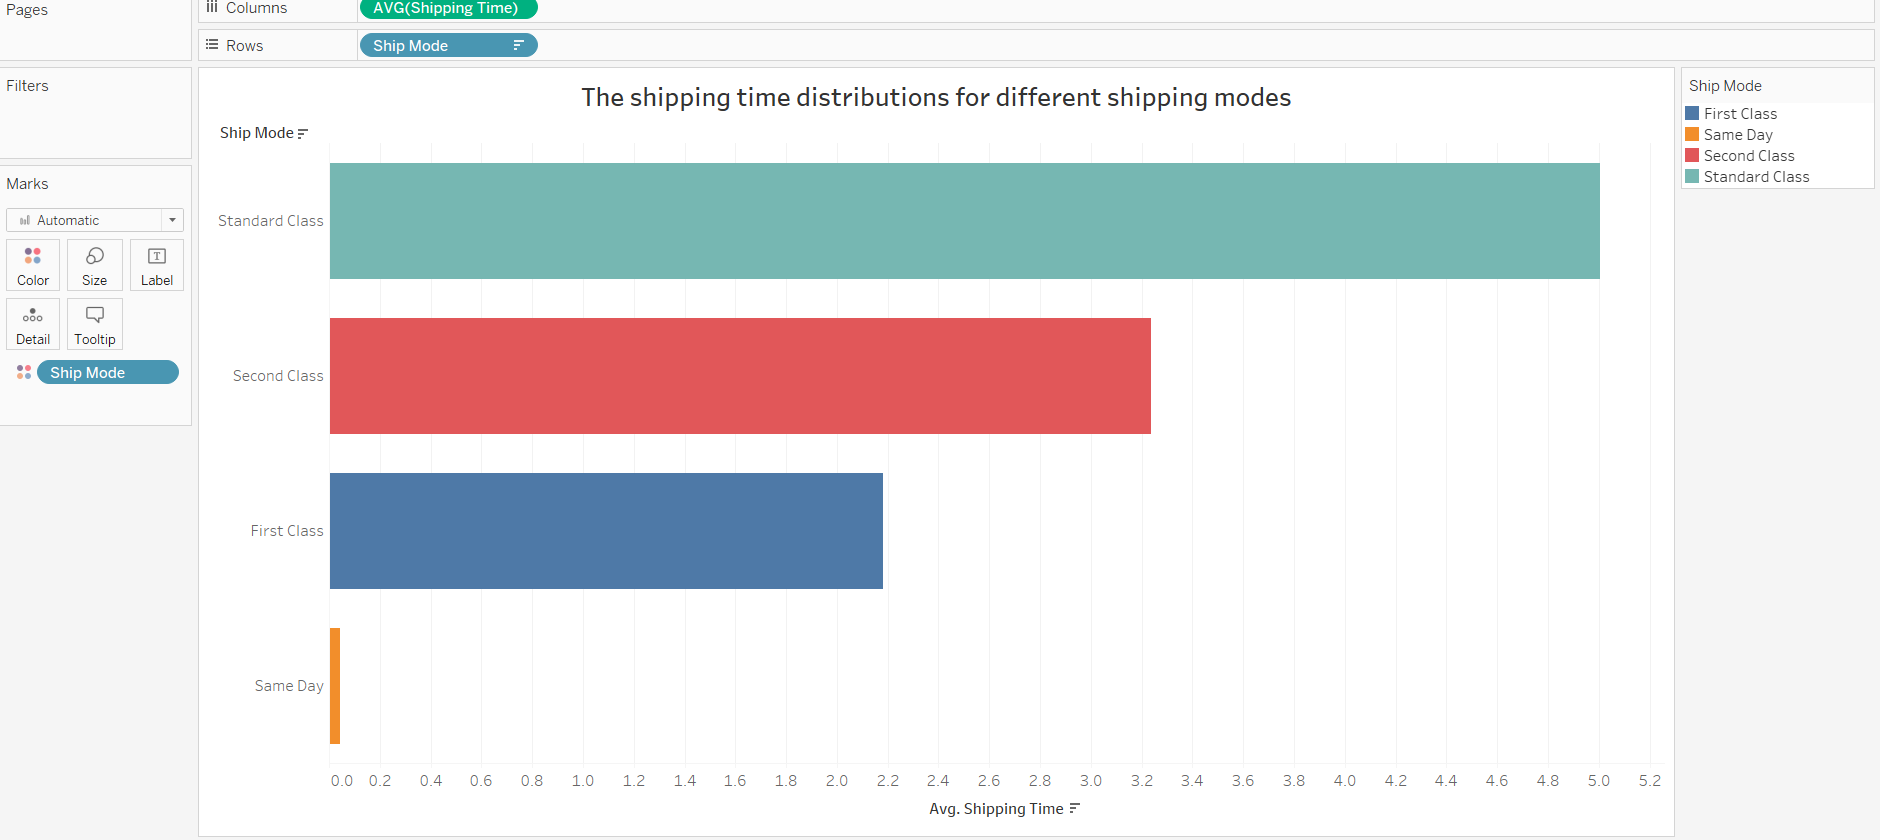 Pages
Columns
AVG(Shipping Time)
Rows
Ship Mode
Filters
Marks
Automatic
Color
Size
T
Label
Detail
Tooltip
Ship Mode
The shipping time distributions for different shipping modes
Ship Mode
Standard Class
Second Class
First Class
Same Day
0.0 0.2 0.4 0.6 0.8 1.0 1.2 1.4 1.6 1.8 2.0 2.2 2.4 2.6 2.8 3.0 3.2 3.4 3.6 3.8 4.0 4.2 4.4 4.6 4.8 5.0 5.2
Avg. Shipping Time
Ship Mode
First Class
Same Day
Second Class
Standard Class